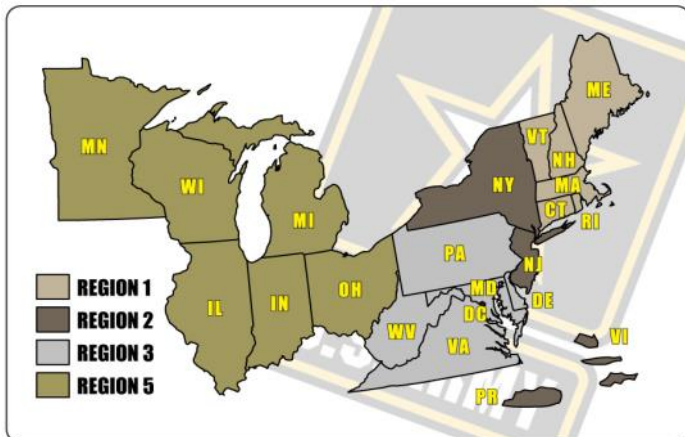 ME
VT
NH
MN
NY
MA
WI
CT
MI
RI
PA
NJ
OH
MD
DE
IL
IN
DC
WV
VA
VI
PR
REGION 1
REGION 2
REGION 3
REGION 5
U.S. ARMY